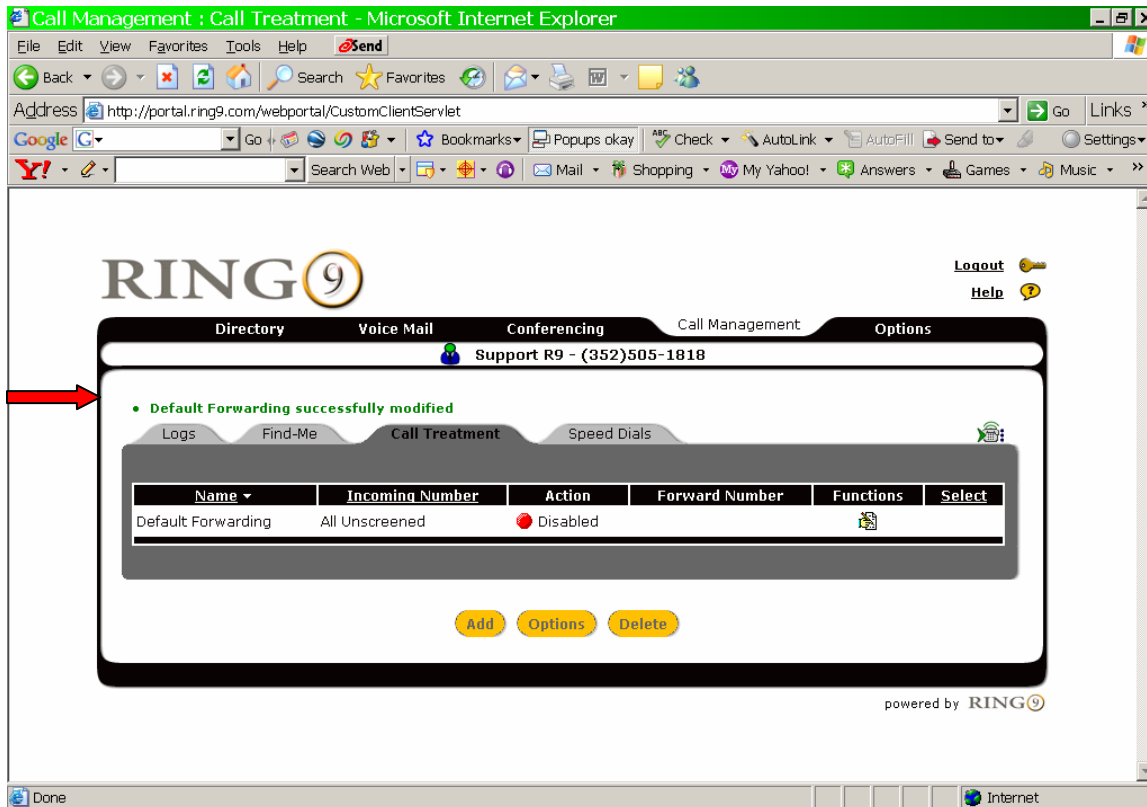 Call Management : Call Treatment - Microsoft Internet Explorer
File Edit View Favorites Tools Help Send
Back Search Favorites
Address http://portal.ring9.com/webportal/CustomClientServlet Go Links »
Google G Go Bookmarks Popups okay ABC Check AutoLink AutoFill Send to Settings
Y! Search Web Mail Shopping My My Yahoo! Answers Games Music »
RING9
Logout
Help ?
Directory Voice Mail Conferencing Call Management Options
Support R9 - (352)505-1818
• Default Forwarding successfully modified
Logs Find-Me Call Treatment Speed Dials
Name Incoming Number Action Forward Number Functions Select
Default Forwarding All Unscreened Disabled
Add Options Delete
powered by RING9
Done Internet